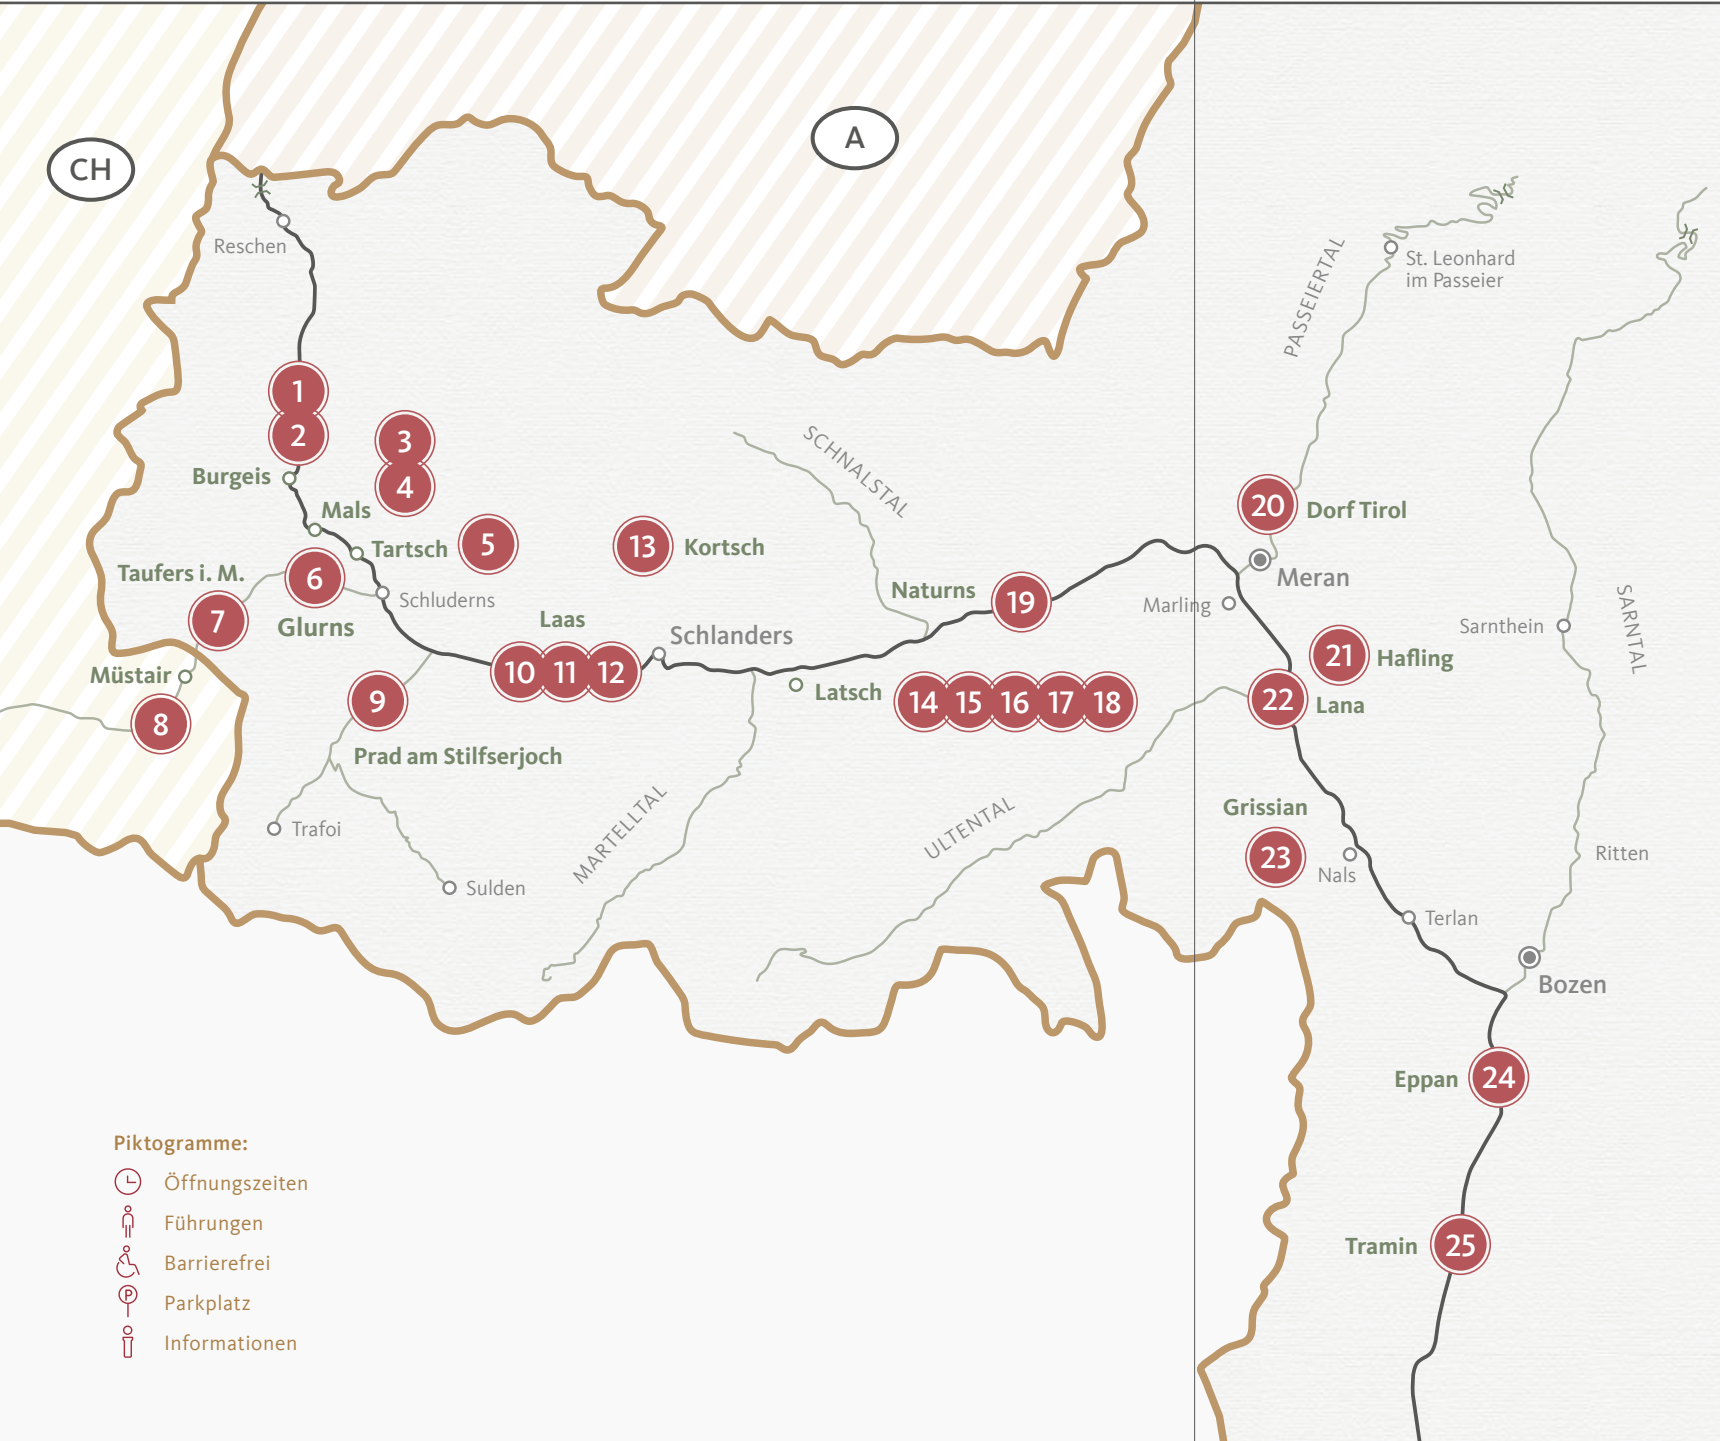 CH
A
Reschen
PASSEIERTAL
St. Leonhard
im Passeier
1
2
3
4
Burgeis
Mals
Tartsch
5
13
Kortsch
SCHNALSTAL
20
Dorf Tirol
Meran
Taufers i. M.
6
Schluderns
7
Glurns
Laas
Schlanders
Naturns
19
Marling
Sarnthein
SARNTAL
Müstair
8
9
Prad am Stilfserjoch
10
11
12
Latsch
14
15
16
17
18
21
Hafling
22
Lana
Trafoi
Sulden
MARTELLTAL
ULTENTAL
Grissian
23
Nals
Ritten
Terlan
Bozen
Eppan
24
Tramin
25
Piktogramme:
Öffnungszeiten
Führungen
Barrierefrei
P
Parkplatz
Informationen